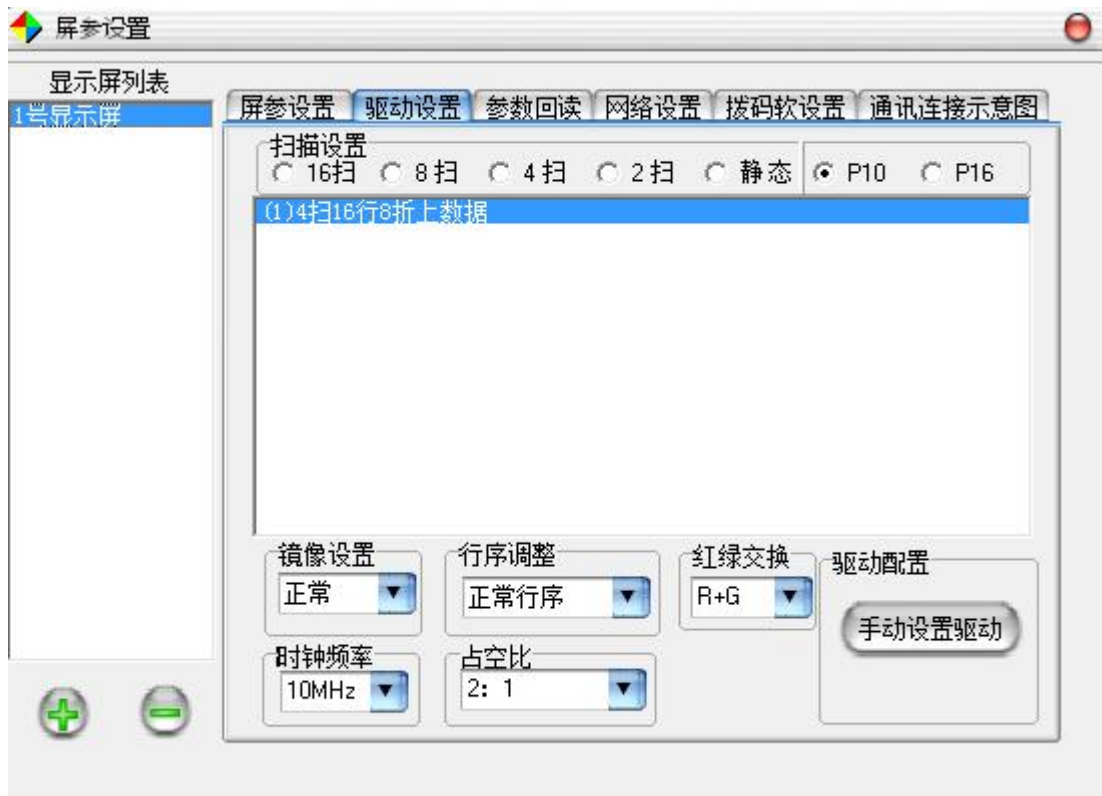 屏参设置
显示屏列表
1号显示屏
屏参设置 驱动设置 参数回读 网络设置 拨码软设置 通讯连接示意图
扫描设置
16扫 8扫 4扫 2扫 静态 P10 P16
(1)4扫16行8折上数据
镜像设置 行序调整 红绿交换 驱动配置
正常 正常行序 R+G
手动设置驱动
时钟频率 占空比
10MHz 2: 1